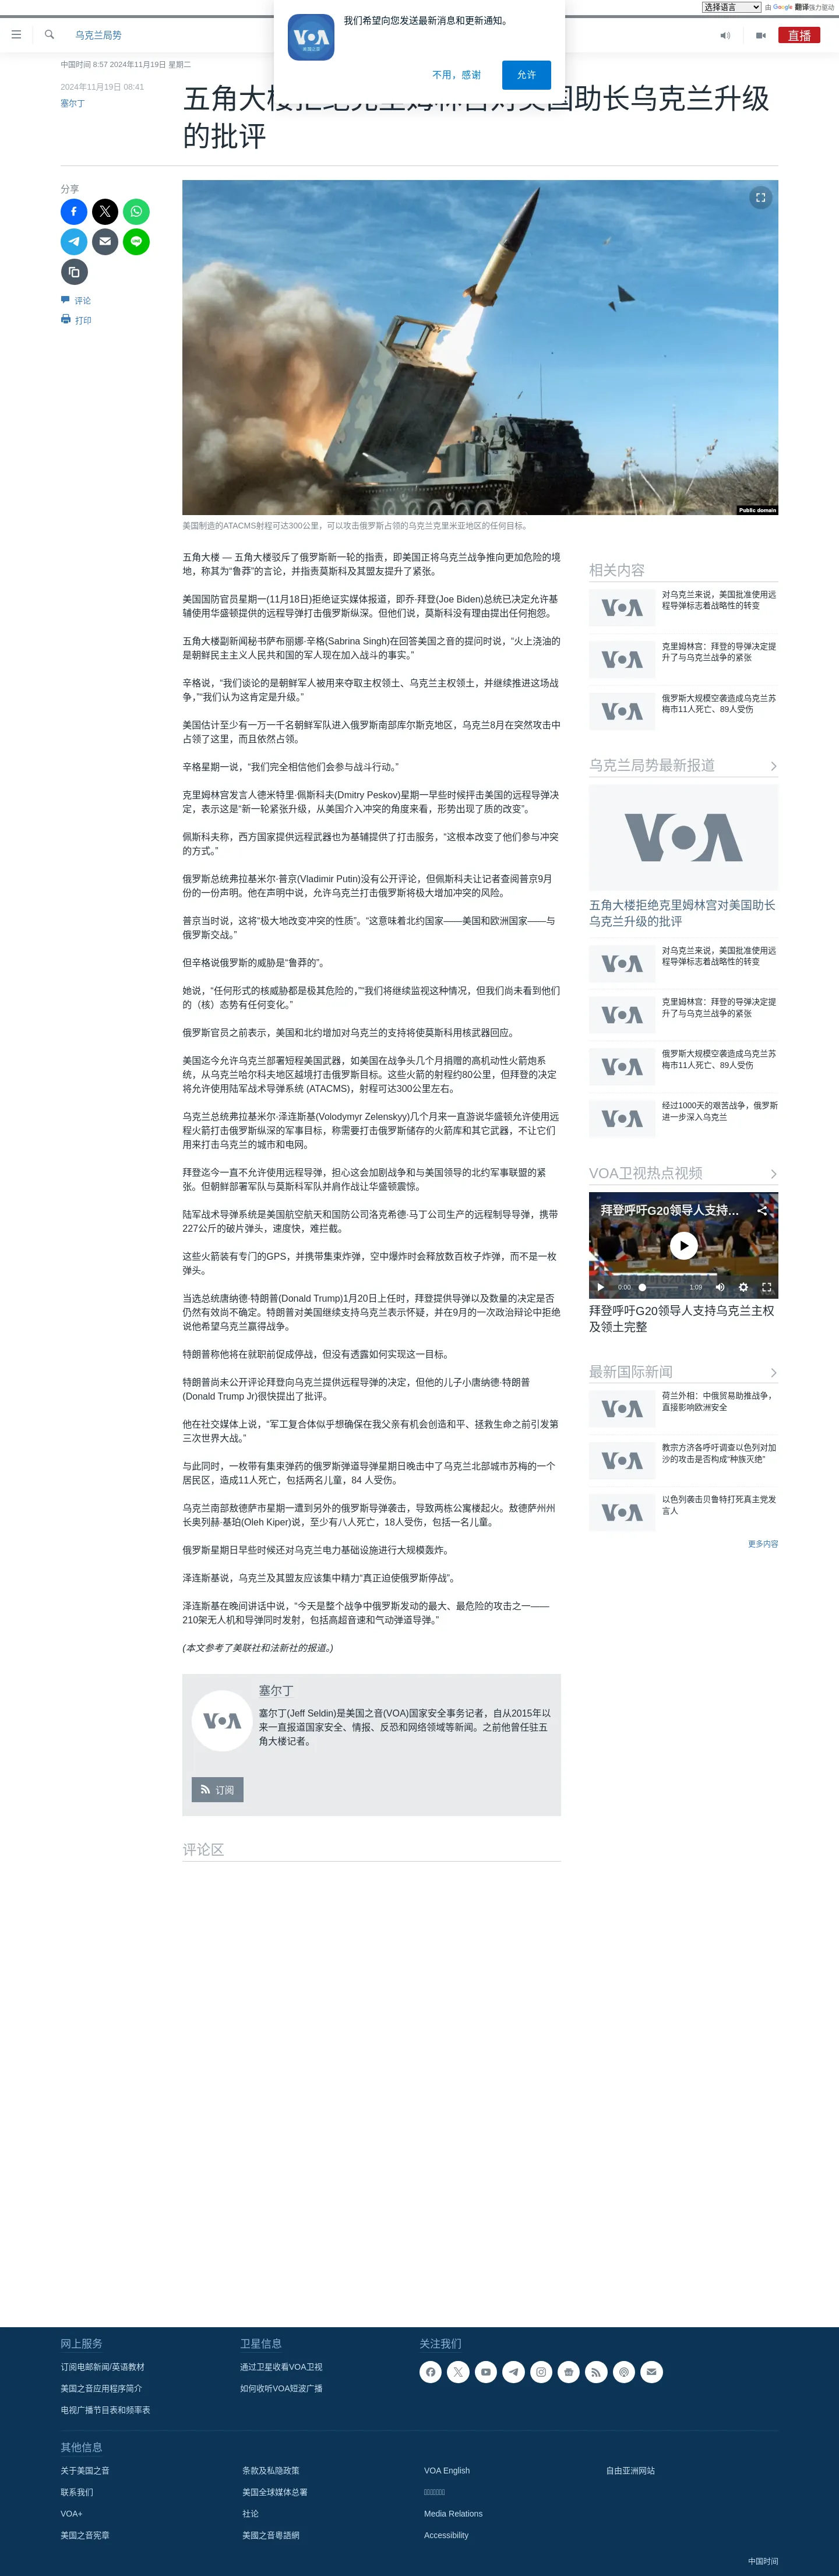 选择语言
由 Google 翻译强力驱动
乌克兰局势
VOA
美国之音
我们希望向您发送最新消息和更新通知。
不用，感谢
允许
直播
中国时间 8:57 2024年11月19日 星期二
2024年11月19日 08:41
塞尔丁
五角大楼拒绝克里姆林宫对美国助长乌克兰升级
的批评
分享
评论
打印
Public domain
美国制造的ATACMS射程可达300公里，可以攻击俄罗斯占领的乌克兰克里米亚地区的任何目标。
五角大楼 — 五角大楼驳斥了俄罗斯新一轮的指责，即美国正将乌克兰战争推向更加危险的境
地，称其为“鲁莽”的言论，并指责莫斯科及其盟友提升了紧张。
美国国防官员星期一(11月18日)拒绝证实媒体报道，即乔·拜登(Joe Biden)总统已决定允许基
辅使用华盛顿提供的远程导弹打击俄罗斯纵深。但他们说，莫斯科没有理由提出任何抱怨。
五角大楼副新闻秘书萨布丽娜·辛格(Sabrina Singh)在回答美国之音的提问时说，“火上浇油的
是朝鲜民主主义人民共和国的军人现在加入战斗的事实。”
辛格说，“我们谈论的是朝鲜军人被用来夺取主权领土、乌克兰主权领土，并继续推进这场战
争，”“我们认为这肯定是升级。”
美国估计至少有一万一千名朝鲜军队进入俄罗斯南部库尔斯克地区，乌克兰8月在突然攻击中
占领了这里，而且依然占领。
辛格星期一说，“我们完全相信他们会参与战斗行动。”
克里姆林宫发言人德米特里·佩斯科夫(Dmitry Peskov)星期一早些时候抨击美国的远程导弹决
定，表示这是“新一轮紧张升级，从美国介入冲突的角度来看，形势出现了质的改变”。
佩斯科夫称，西方国家提供远程武器也为基辅提供了打击服务，“这根本改变了他们参与冲突
的方式。”
俄罗斯总统弗拉基米尔·普京(Vladimir Putin)没有公开评论，但佩斯科夫让记者查阅普京9月
份的一份声明。他在声明中说，允许乌克兰打击俄罗斯将极大增加冲突的风险。
普京当时说，这将“极大地改变冲突的性质”。“这意味着北约国家——美国和欧洲国家——与
俄罗斯交战。”
但辛格说俄罗斯的威胁是“鲁莽的”。
她说，“任何形式的核威胁都是极其危险的，”“我们将继续监视这种情况，但我们尚未看到他们
的（核）态势有任何变化。”
俄罗斯官员之前表示，美国和北约增加对乌克兰的支持将使莫斯科用核武器回应。
美国迄今允许乌克兰部署短程美国武器，如美国在战争头几个月捐赠的高机动性火箭炮系
统，从乌克兰哈尔科夫地区越境打击俄罗斯目标。这些火箭的射程约80公里，但拜登的决定
将允许使用陆军战术导弹系统 (ATACMS)，射程可达300公里左右。
乌克兰总统弗拉基米尔·泽连斯基(Volodymyr Zelenskyy)几个月来一直游说华盛顿允许使用远
程火箭打击俄罗斯纵深的军事目标，称需要打击俄罗斯储存的火箭库和其它武器，不让它们
用来打击乌克兰的城市和电网。
拜登迄今一直不允许使用远程导弹，担心这会加剧战争和与美国领导的北约军事联盟的紧
张。但朝鲜部署军队与莫斯科军队并肩作战让华盛顿震惊。
陆军战术导弹系统是美国航空航天和国防公司洛克希德·马丁公司生产的远程制导导弹，携带
227公斤的破片弹头，速度快，难拦截。
这些火箭装有专门的GPS，并携带集束炸弹，空中爆炸时会释放数百枚子炸弹，而不是一枚
弹头。
当选总统唐纳德·特朗普(Donald Trump)1月20日上任时，拜登提供导弹以及数量的决定是否
仍然有效尚不确定。特朗普对美国继续支持乌克兰表示怀疑，并在9月的一次政治辩论中拒绝
说他希望乌克兰赢得战争。
特朗普称他将在就职前促成停战，但没有透露如何实现这一目标。
特朗普尚未公开评论拜登向乌克兰提供远程导弹的决定，但他的儿子小唐纳德·特朗普
(Donald Trump Jr)很快提出了批评。
他在社交媒体上说，“军工复合体似乎想确保在我父亲有机会创造和平、拯救生命之前引发第
三次世界大战。”
与此同时，一枚带有集束弹药的俄罗斯弹道导弹星期日晚击中了乌克兰北部城市苏梅的一个
居民区，造成11人死亡，包括两名儿童，84 人受伤。
乌克兰南部敖德萨市星期一遭到另外的俄罗斯导弹袭击，导致两栋公寓楼起火。敖德萨州州
长奥列赫·基珀(Oleh Kiper)说，至少有八人死亡，18人受伤，包括一名儿童。
俄罗斯星期日早些时候还对乌克兰电力基础设施进行大规模轰炸。
泽连斯基说，乌克兰及其盟友应该集中精力“真正迫使俄罗斯停战”。
泽连斯基在晚间讲话中说，“今天是整个战争中俄罗斯发动的最大、最危险的攻击之一——
210架无人机和导弹同时发射，包括高超音速和气动弹道导弹。”
(本文参考了美联社和法新社的报道。)
VOA
塞尔丁
塞尔丁(Jeff Seldin)是美国之音(VOA)国家安全事务记者，自从2015年以
来一直报道国家安全、情报、反恐和网络领域等新闻。之前他曾任驻五
角大楼记者。
订阅
评论区
相关内容
VOA
对乌克兰来说，美国批准使用远
程导弹标志着战略性的转变
VOA
克里姆林宫：拜登的导弹决定提
升了与乌克兰战争的紧张
VOA
俄罗斯大规模空袭造成乌克兰苏
梅市11人死亡、89人受伤
乌克兰局势最新报道
VOA
五角大楼拒绝克里姆林宫对美国助长
乌克兰升级的批评
VOA
对乌克兰来说，美国批准使用远
程导弹标志着战略性的转变
VOA
克里姆林宫：拜登的导弹决定提
升了与乌克兰战争的紧张
VOA
俄罗斯大规模空袭造成乌克兰苏
梅市11人死亡、89人受伤
VOA
经过1000天的艰苦战争，俄罗斯
进一步深入乌克兰
VOA卫视热点视频
拜登呼吁G20领导人支持…
0:00
1:09
拜登呼吁G20领导人支持乌克兰主权
及领土完整
最新国际新闻
VOA
荷兰外相：中俄贸易助推战争，
直接影响欧洲安全
VOA
教宗方济各呼吁调查以色列对加
沙的攻击是否构成“种族灭绝”
VOA
以色列袭击贝鲁特打死真主党发
言人
更多内容
网上服务
订阅电邮新闻/英语教材
美国之音应用程序简介
电视广播节目表和频率表
卫星信息
通过卫星收看VOA卫视
如何收听VOA短波广播
关注我们
其他信息
关于美国之音
条款及私隐政策
VOA English
自由亚洲网站
联系我们
美国全球媒体总署
VOA+
社论
Media Relations
美国之音宪章
美國之音粵語網
Accessibility
中国时间